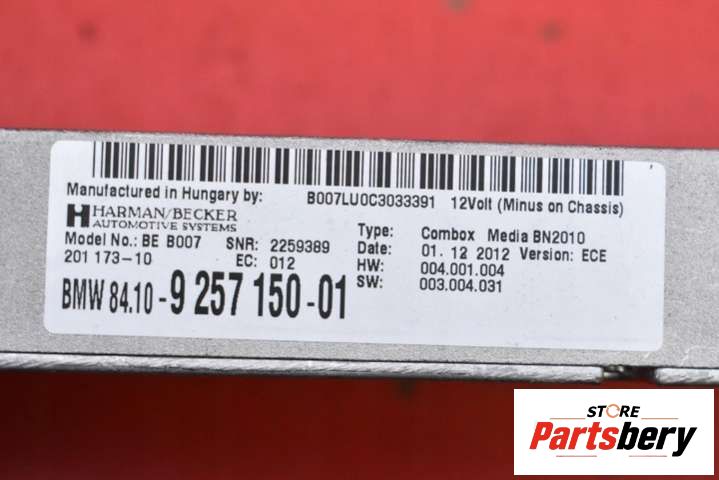 Manufactured in Hungary by: B007LU0C3033391 12Volt (Minus on Chassis)
HARMAN/BECKER
AUTOMOTIVE SYSTEMS
Model No.: BE B007 SNR: 2259389
201 173-10 EC: 012
BMW 84.10 - 9 257 150 - 01
Type: Combox Media BN2010
Date: 01. 12 2012 Version: ECE
HW: 004.001.004
SW: 003.004.031
STORE
Partsbery